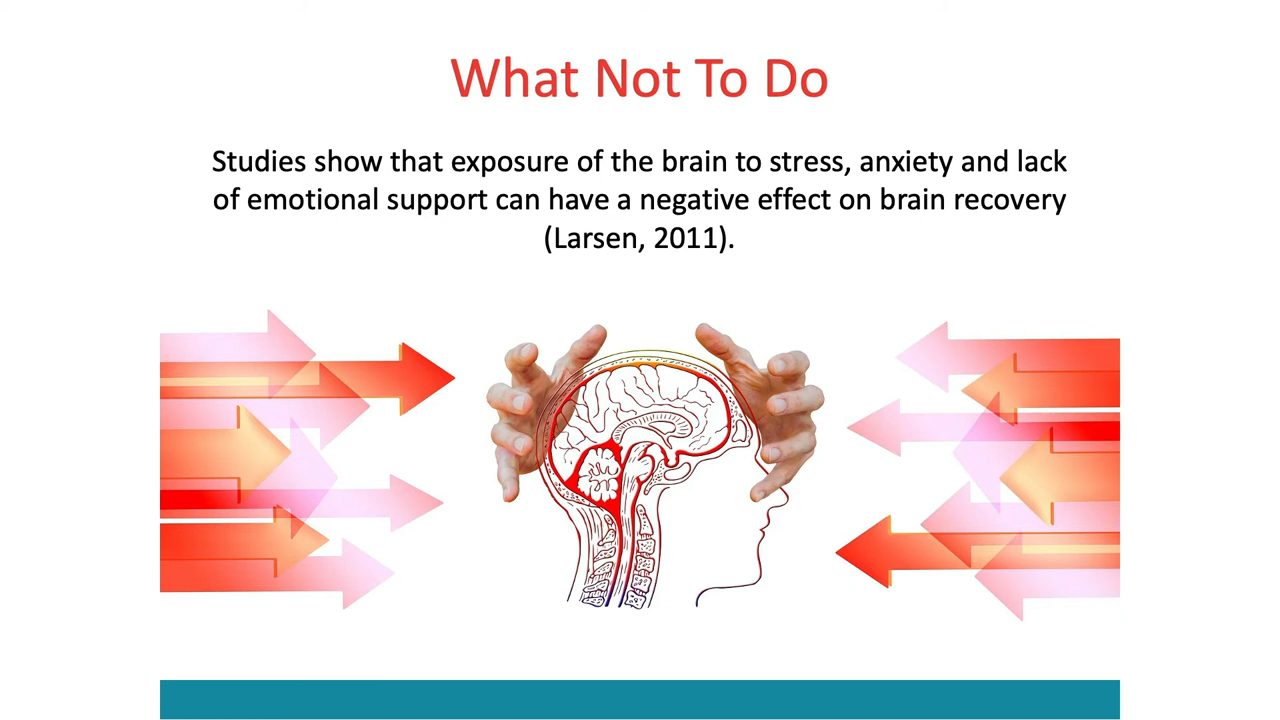 What Not To Do
Studies show that exposure of the brain to stress, anxiety and lack
of emotional support can have a negative effect on brain recovery
(Larsen, 2011).